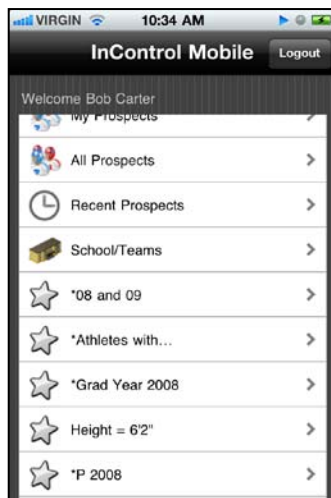 VIRGIN 10:34 AM
InControl Mobile Logout
Welcome Bob Carter
My Prospects
All Prospects
Recent Prospects
School/Teams
*08 and 09
*Athletes with...
*Grad Year 2008
Height = 6'2"
*P 2008